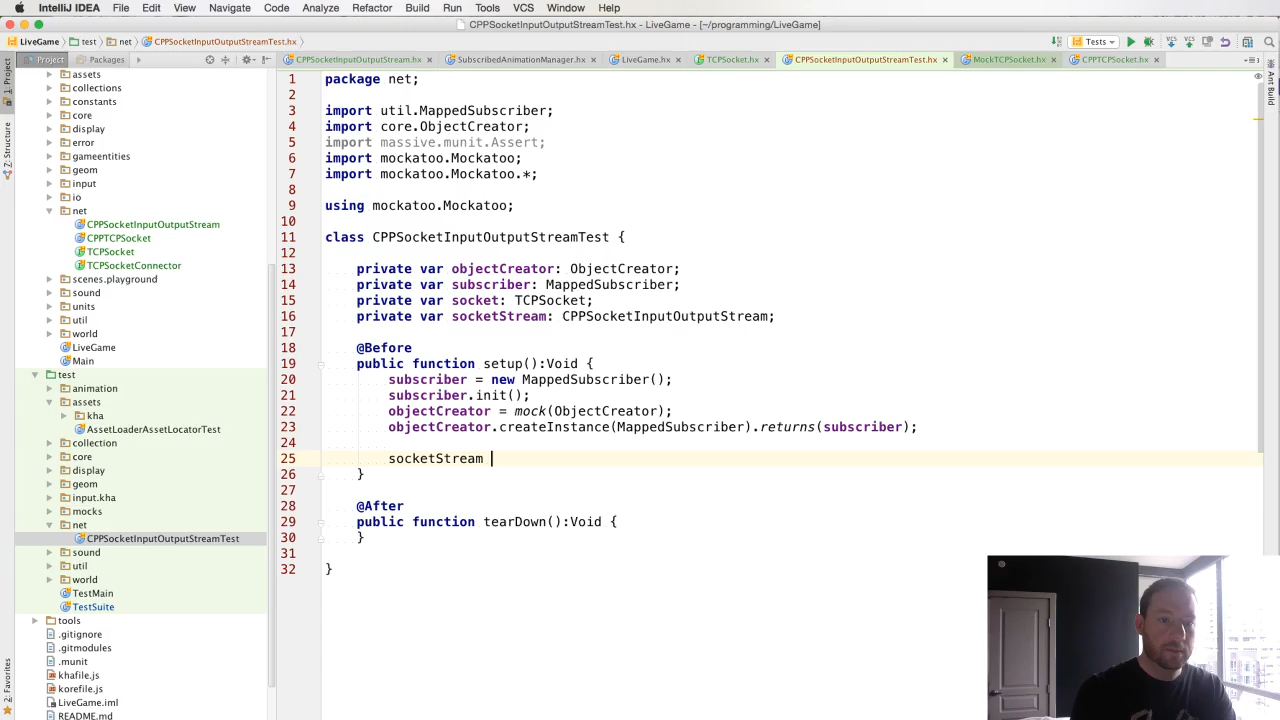 IntelliJ IDEA File Edit View Navigate Code Analyze Refactor Build Run Tools VCS Window Help
CPPSocketInputOutputStreamTest.hx - LiveGame - [~/programming/LiveGame]
LiveGame test net CPPSocketInputOutputStreamTest.hx Tests
Project Packages CPPSocketInputOutputStream.hx SubscribedAnimationManager.hx LiveGame.hx TCPSocket.hx CPPSocketInputOutputStreamTest.hx MockTCPSocket.hx CPPTCPSocket.hx
1: Project
Z: Structure
2: Favorites
Ant Build
assets
collections
constants
core
display
error
gameentities
geom
input
io
net
CPPSocketInputOutputStream
CPPTCPSocket
TCPSocket
TCPSocketConnector
scenes.playground
sound
units
util
world
LiveGame
Main
test
animation
assets
kha
AssetLoaderAssetLocatorTest
collection
core
display
geom
input.kha
mocks
net
CPPSocketInputOutputStreamTest
sound
util
world
TestMain
TestSuite
tools
.gitignore
.gitmodules
.munit
khafile.js
korefile.js
LiveGame.iml
README.md
1 package net;
2
3 import util.MappedSubscriber;
4 import core.ObjectCreator;
5 import massive.munit.Assert;
6 import mockatoo.Mockatoo;
7 import mockatoo.Mockatoo.*;
8
9 using mockatoo.Mockatoo;
10
11 class CPPSocketInputOutputStreamTest {
12
13 private var objectCreator: ObjectCreator;
14 private var subscriber: MappedSubscriber;
15 private var socket: TCPSocket;
16 private var socketStream: CPPSocketInputOutputStream;
17
18 @Before
19 public function setup():Void {
20 subscriber = new MappedSubscriber();
21 subscriber.init();
22 objectCreator = mock(ObjectCreator);
23 objectCreator.createInstance(MappedSubscriber).returns(subscriber);
24
25 socketStream
26 }
27
28 @After
29 public function tearDown():Void {
30 }
31
32 }